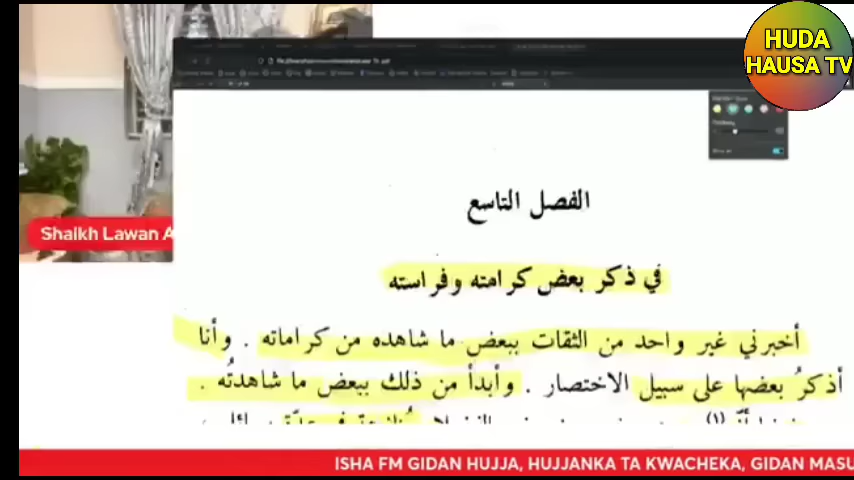 HUDA
HAUSA TV
Shaikh Lawan A
الفصل التاسع
في ذكر بعض كرامته وفراسته
أخبرني غير واحد من الثقات ببعض ما شاهده من كراماته . وأنا
أذكرُ بعضها على سبيل الاختصار . وأبدأ من ذلك ببعض ما شاهدتُه .
ISHA FM GIDAN HUJJA, HUJJANKA TA KWACHEKA, GIDAN MASU